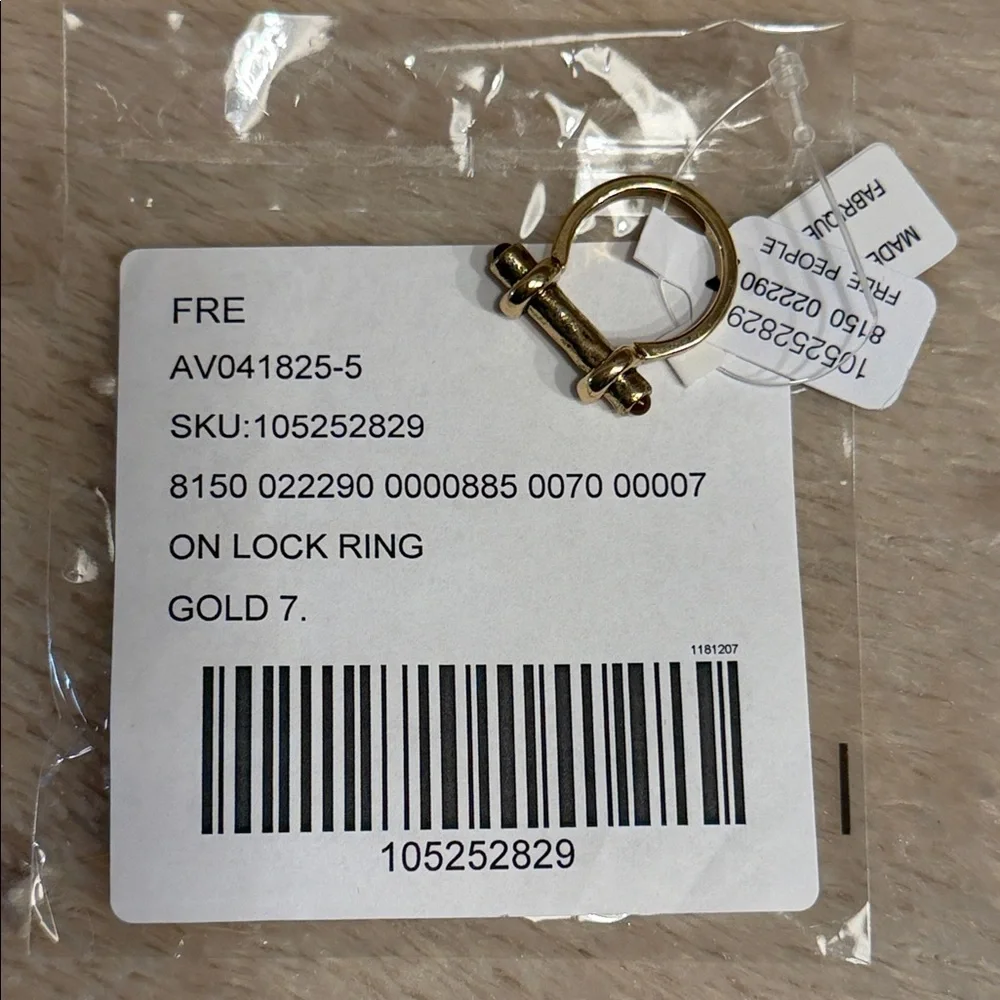 FRE
AV041825-5
SKU:105252829
8150 022290 0000885 0070 00007
ON LOCK RING
GOLD 7.
1181207
105252829
MADE
FABRIQUE
FREE PEOPLE
8150 022290
105252829